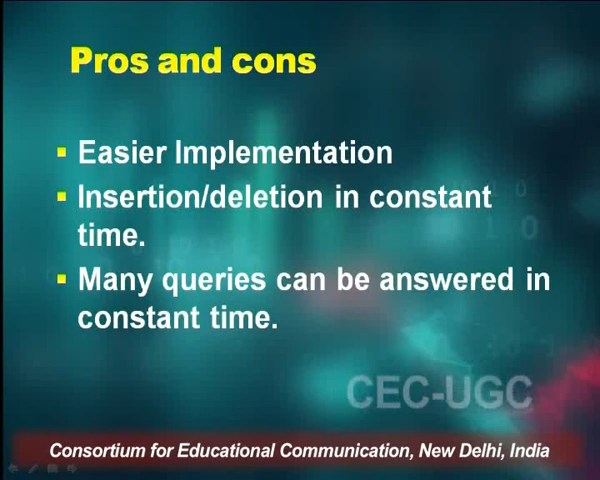 Pros and cons
Easier Implementation
Insertion/deletion in constant
time.
Many queries can be answered in
constant time.
CEC-UGC
Consortium for Educational Communication, New Delhi, India